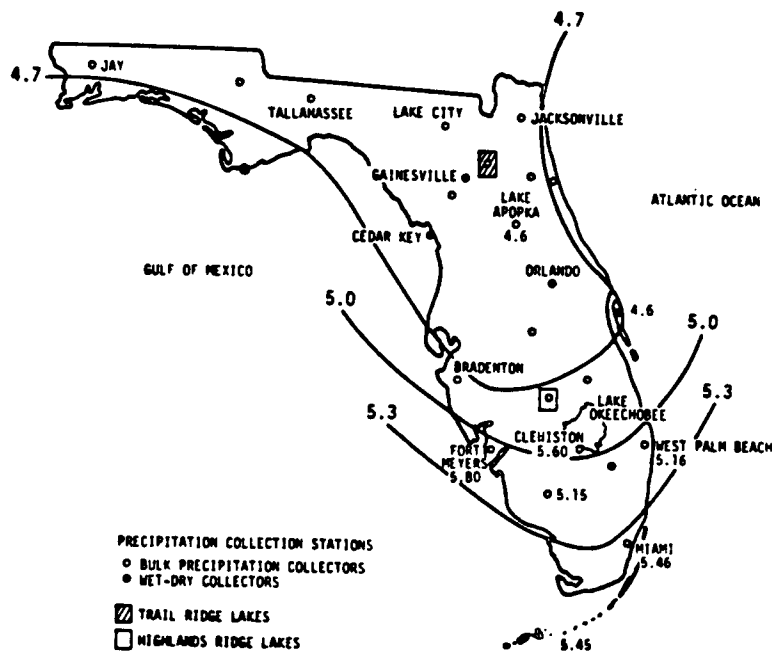 4.7
4.7
JAY
TALLAHASSEE
LAKE CITY
JACKSONVILLE
GAINESVILLE
LAKE
APOPKA
4.6
ATLANTIC OCEAN
CEDAR KEY
GULF OF MEXICO
ORLANDO
5.0
4.6
5.0
BRADENTON
5.3
5.3
LAKE
OKEECHOBEE
CLEWISTON
5.60
FORT
MEYERS
5.80
WEST PALM BEACH
5.16
5.15
PRECIPITATION COLLECTION STATIONS
BULK PRECIPITATION COLLECTORS
WET-DRY COLLECTORS
MIAMI
5.46
TRAIL RIDGE LAKES
HIGHLANDS RIDGE LAKES
5.45